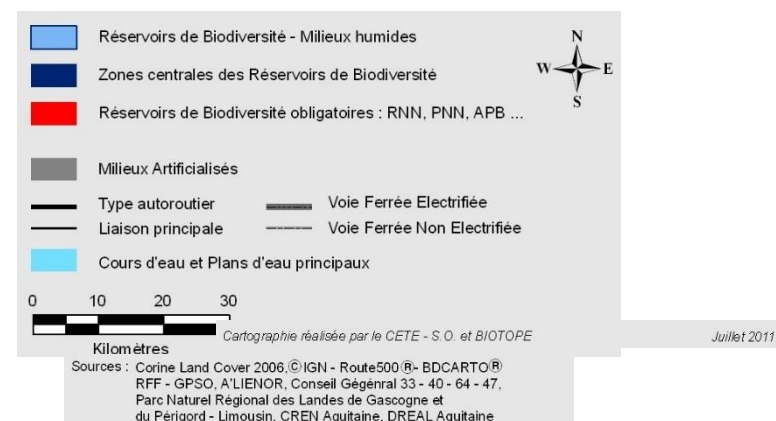 Réservoirs de Biodiversité - Milieux humides
Zones centrales des Réservoirs de Biodiversité
Réservoirs de Biodiversité obligatoires : RNN, PNN, APB ...
N
W E
S
Milieux Artificialisés
Type autoroutier
Voie Ferrée Electrifiée
Liaison principale
Voie Ferrée Non Electrifiée
Cours d'eau et Plans d'eau principaux
0 10 20 30
Kilomètres
Cartographie réalisée par le CETE - S.O. et BIOTOPE
Juillet 2011
Sources : Corine Land Cover 2006,©IGN - Route500®- BDCARTO®
RFF - GPSO, A'LIENOR, Conseil Gégénral 33 - 40 - 64 - 47,
Parc Naturel Régional des Landes de Gascogne et
du Périgord - Limousin, CREN Aquitaine, DREAL Aquitaine